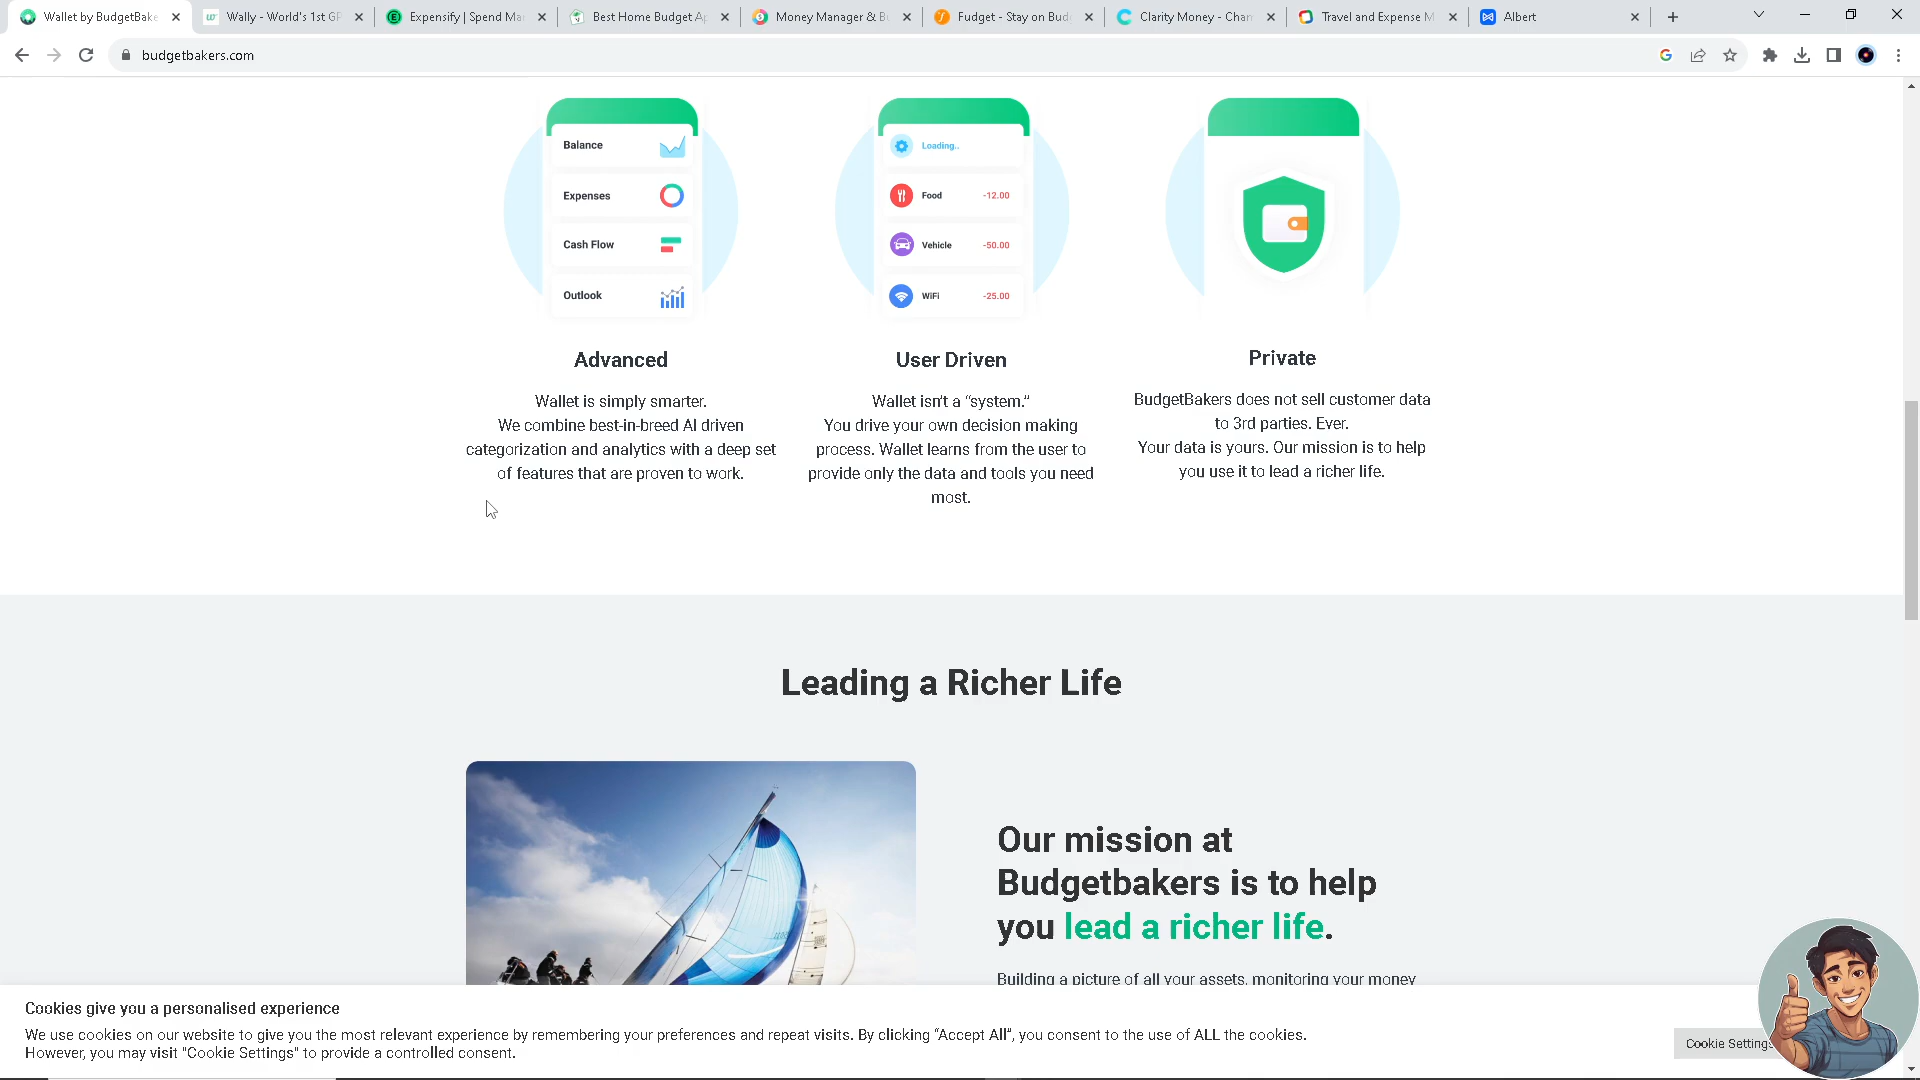 Wallet by BudgetBake
Wally - World's 1st GP
Expensify | Spend Ma
Best Home Budget Ap
Money Manager & Bu
Fudget - Stay on Bud
Clarity Money - Chan
Travel and Expense M
Albert
budgetbakers.com
Balance
Expenses
Cash Flow
Outlook
Loading..
Food -12.00
Vehicle -50.00
WiFi -25.00
Advanced
Wallet is simply smarter.
We combine best-in-breed AI driven
categorization and analytics with a deep set
of features that are proven to work.
User Driven
Wallet isn't a “system.”
You drive your own decision making
process. Wallet learns from the user to
provide only the data and tools you need
most.
Private
BudgetBakers does not sell customer data
to 3rd parties. Ever.
Your data is yours. Our mission is to help
you use it to lead a richer life.
Leading a Richer Life
Our mission at
Budgetbakers is to help
you lead a richer life.
Building a picture of all your assets, monitoring your money
Cookies give you a personalised experience
We use cookies on our website to give you the most relevant experience by remembering your preferences and repeat visits. By clicking “Accept All”, you consent to the use of ALL the cookies.
However, you may visit "Cookie Settings" to provide a controlled consent.
Cookie Settings